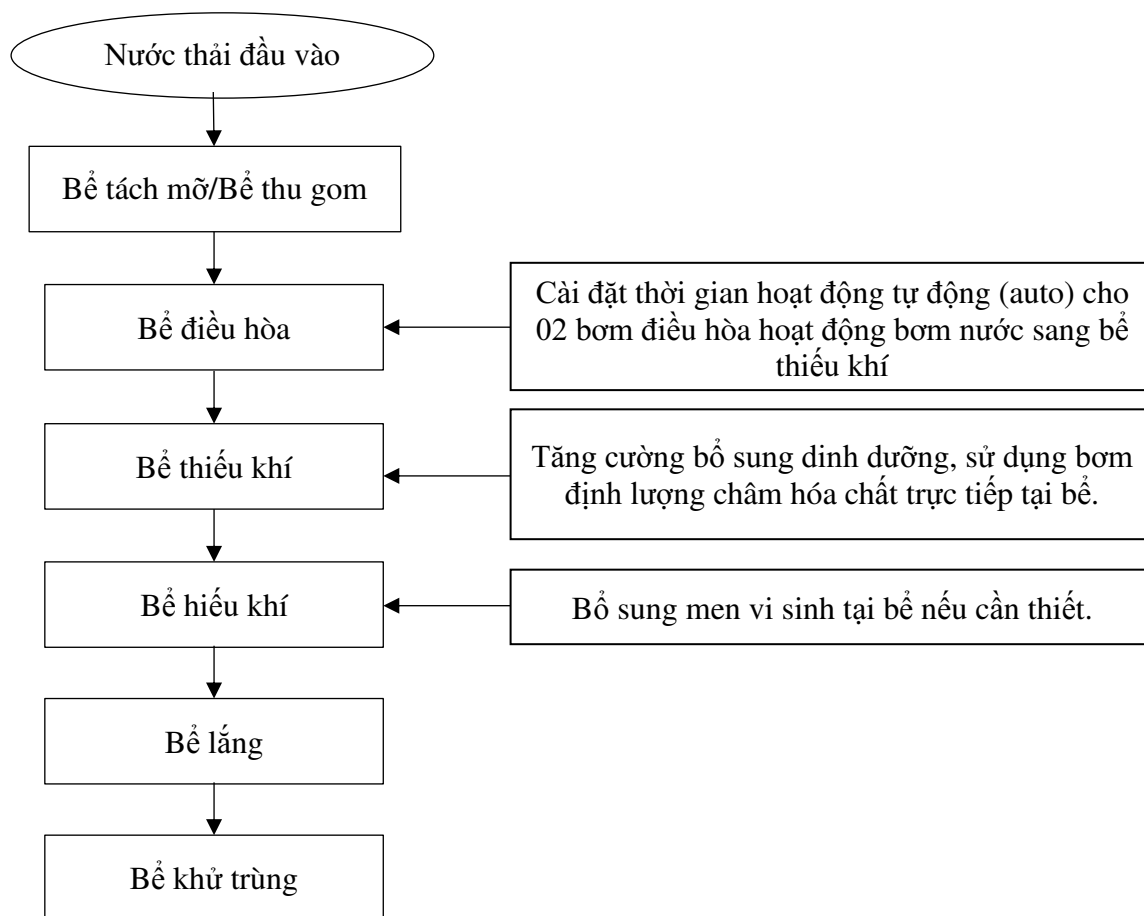 Nước thải đầu vào
Bể tách mỡ/Bể thu gom
Bể điều hòa
Cài đặt thời gian hoạt động tự động (auto) cho
02 bơm điều hòa hoạt động bơm nước sang bể
thiếu khí
Bể thiếu khí
Tăng cường bổ sung dinh dưỡng, sử dụng bơm
định lượng châm hóa chất trực tiếp tại bể.
Bể hiếu khí
Bổ sung men vi sinh tại bể nếu cần thiết.
Bể lắng
Bể khử trùng